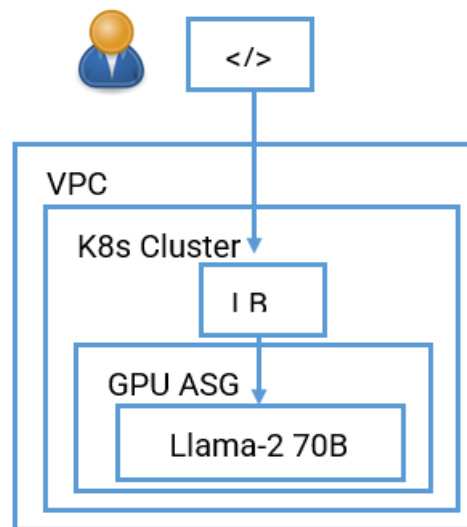 </>
VPC
K8s Cluster
LB
GPU ASG
Llama-2 70B